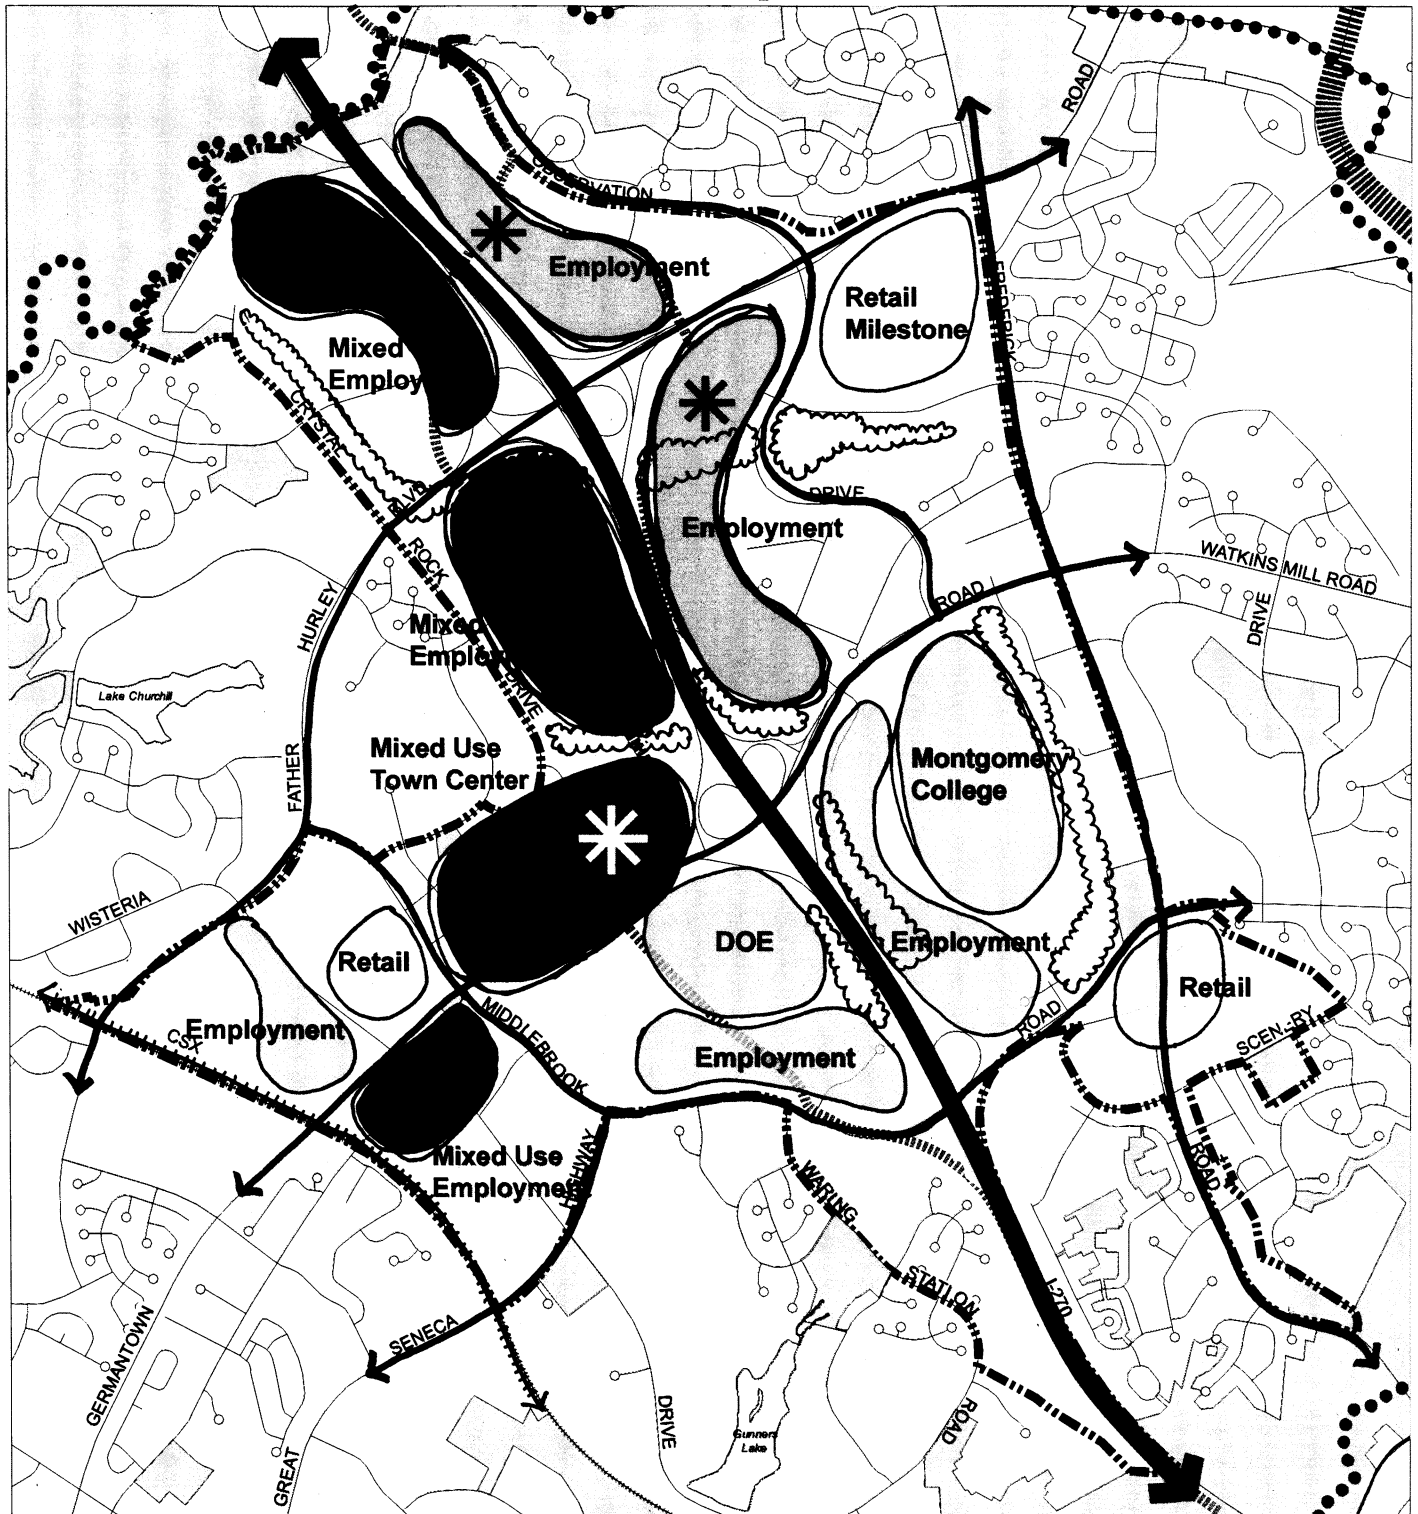 ROAD
OBSERVATION
Employment
Retail
Milestone
FREDERICK
Mixed
Employ
CRYSTAL
BLVD
DRIVE
Employment
ROCK
WATKINS MILL ROAD
ROAD
DRIVE
HURLEY
Mixed
Employ
DRIVE
Lake Churchill
Mixed Use
Town Center
FATHER
Montgomery
College
WISTERIA
DOE
Employment
Retail
Retail
Employment
CSX
MIDDLEBROOK
ROAD
SCENERY
Employment
Mixed Use
Employment
HIGHWAY
WARING
ROAD
STATION
I-270
SENECA
GERMANTOWN
DRIVE
ROAD
Gunners
Lake
GREAT